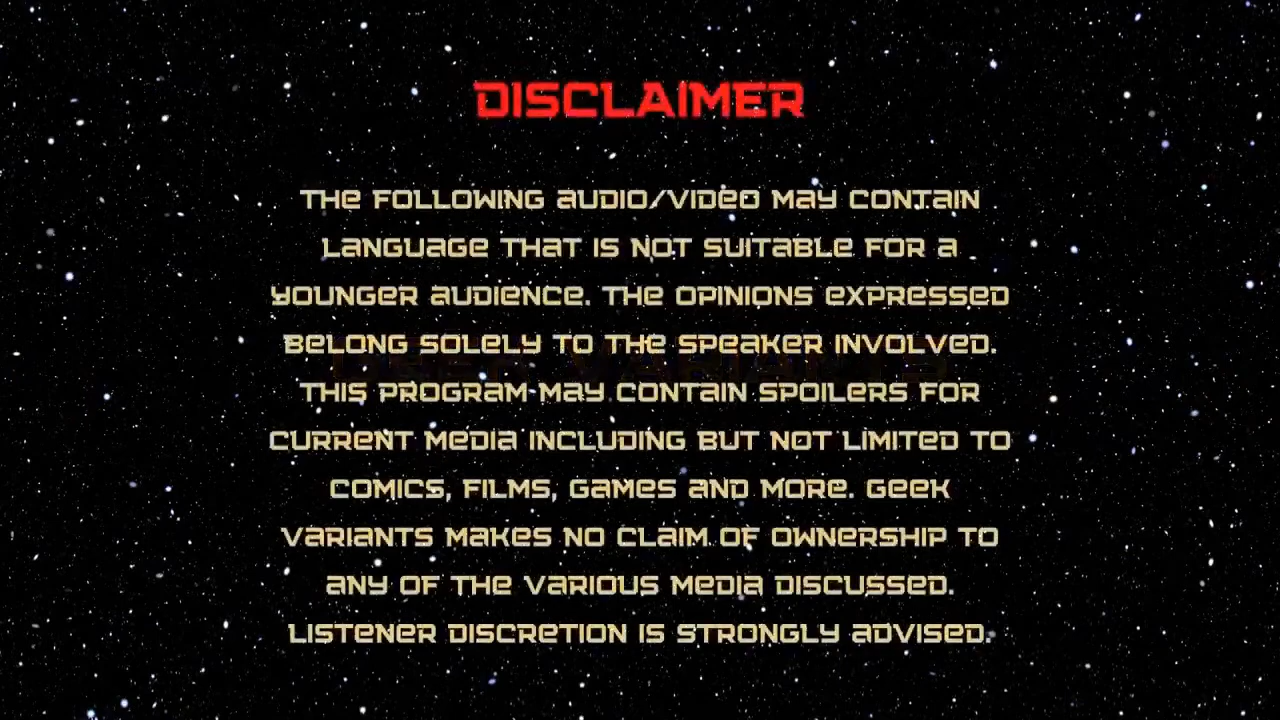 DISCLAIMER
THE FOLLOWING AUDIO/VIDEO MAY CONTAIN
LANGUAGE THAT IS NOT SUITABLE FOR A
YOUNGER AUDIENCE. THE OPINIONS EXPRESSED
BELONG SOLELY TO THE SPEAKER INVOLVED.
THIS PROGRAM MAY CONTAIN SPOILERS FOR
CURRENT MEDIA INCLUDING BUT NOT LIMITED TO
COMICS, FILMS, GAMES AND MORE. GEEK
VARIANTS MAKES NO CLAIM OF OWNERSHIP TO
ANY OF THE VARIOUS MEDIA DISCUSSED.
LISTENER DISCRETION IS STRONGLY ADVISED.